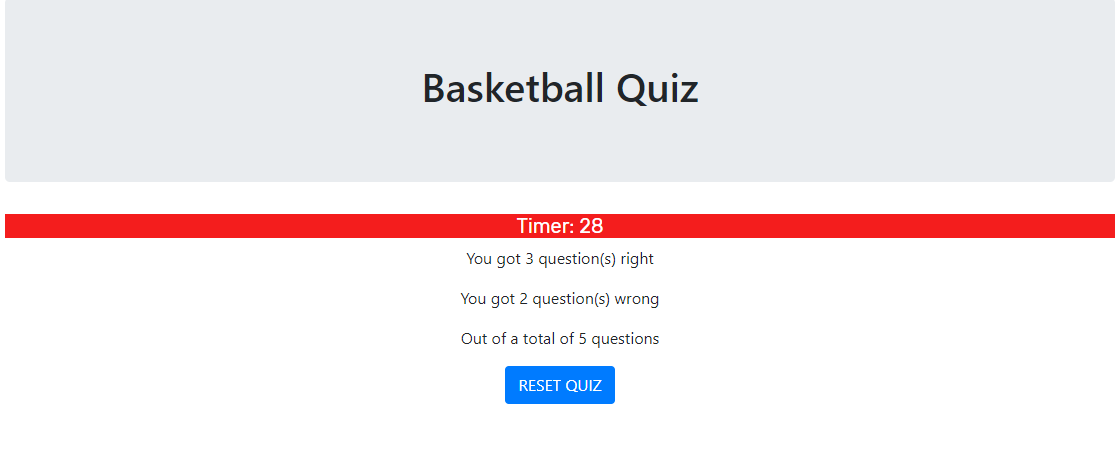 Basketball Quiz
Timer: 28
You got 3 question(s) right
You got 2 question(s) wrong
Out of a total of 5 questions
RESET QUIZ